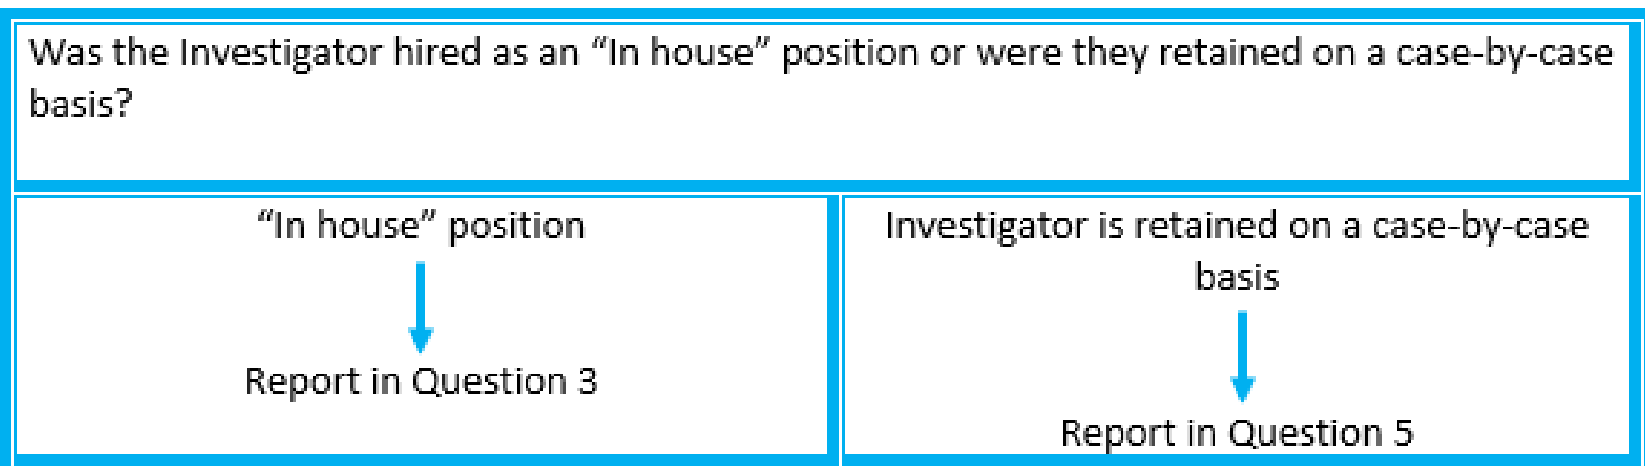 Was the Investigator hired as an “In house” position or were they retained on a case-by-case
basis?
“In house” position
Report in Question 3
Investigator is retained on a case-by-case
basis
Report in Question 5